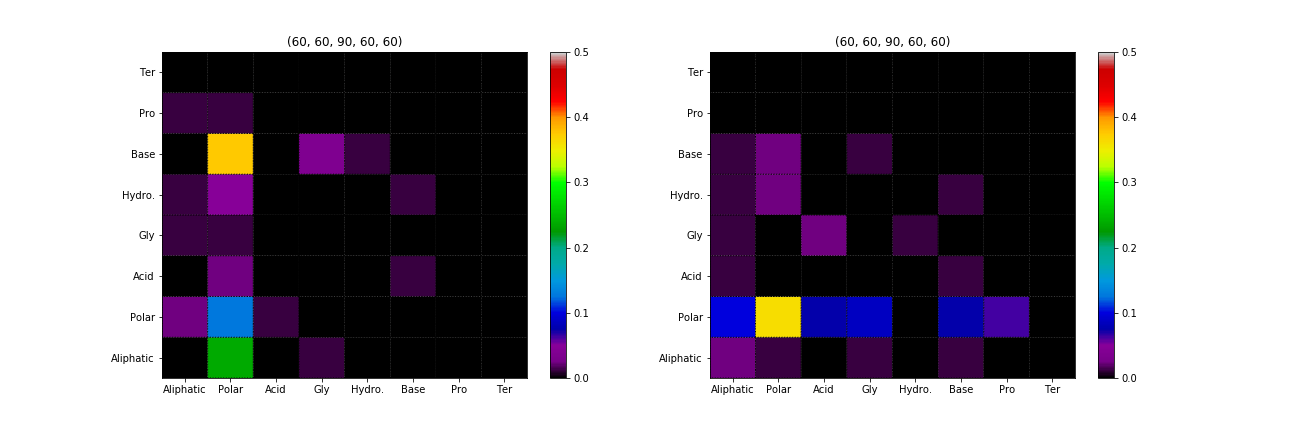 (60, 60, 90, 60, 60)
Ter
Pro
Base
Hydro.
Gly
Acid
Polar
Aliphatic
Aliphatic Polar Acid Gly Hydro. Base Pro Ter
0.5
0.4
0.3
0.2
0.1
0.0
(60, 60, 90, 60, 60)
Ter
Pro
Base
Hydro.
Gly
Acid
Polar
Aliphatic
Aliphatic Polar Acid Gly Hydro. Base Pro Ter
0.5
0.4
0.3
0.2
0.1
0.0